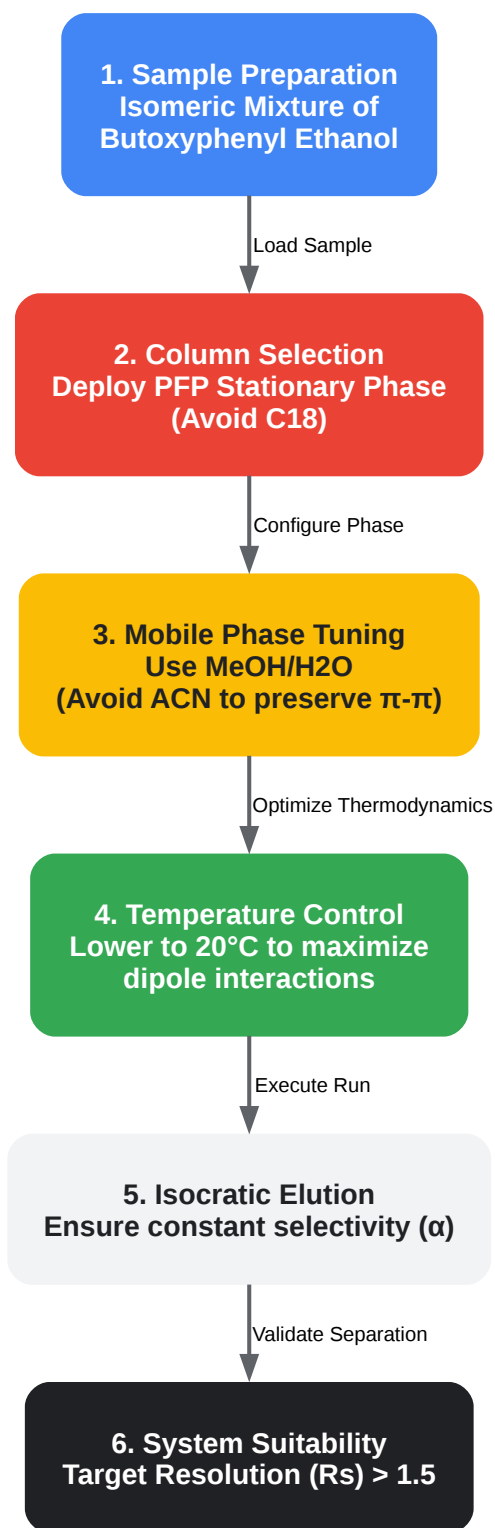 1. Sample Preparation
Isomeric Mixture of
Butoxyphenyl Ethanol
Load Sample
2. Column Selection
Deploy PFP Stationary Phase
(Avoid C18)
Configure Phase
3. Mobile Phase Tuning
Use MeOH/H2O
(Avoid ACN to preserve π-π)
Optimize Thermodynamics
4. Temperature Control
Lower to 20°C to maximize
dipole interactions
Execute Run
5. Isocratic Elution
Ensure constant selectivity (α)
Validate Separation
6. System Suitability
Target Resolution (Rs) > 1.5